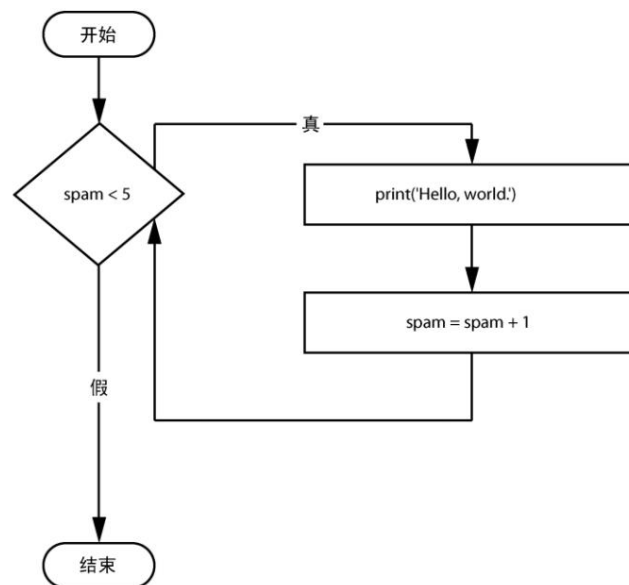 开始
真
spam < 5
print('Hello, world.')
spam = spam + 1
假
结束